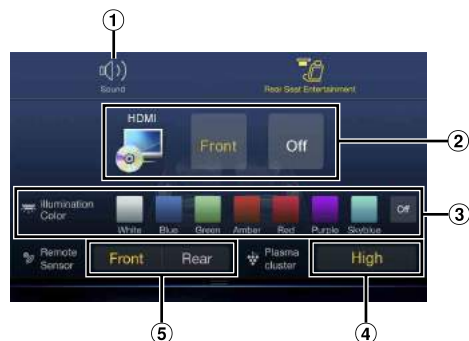 1
Sound
Rear Seat Entertainment
HDMI
Front
Off
2
Illumination
Color
White
Blue
Green
Amber
Red
Purple
Skyblue
Off
3
Remote
Sensor
Front
Rear
Plasma
cluster
High
5
4